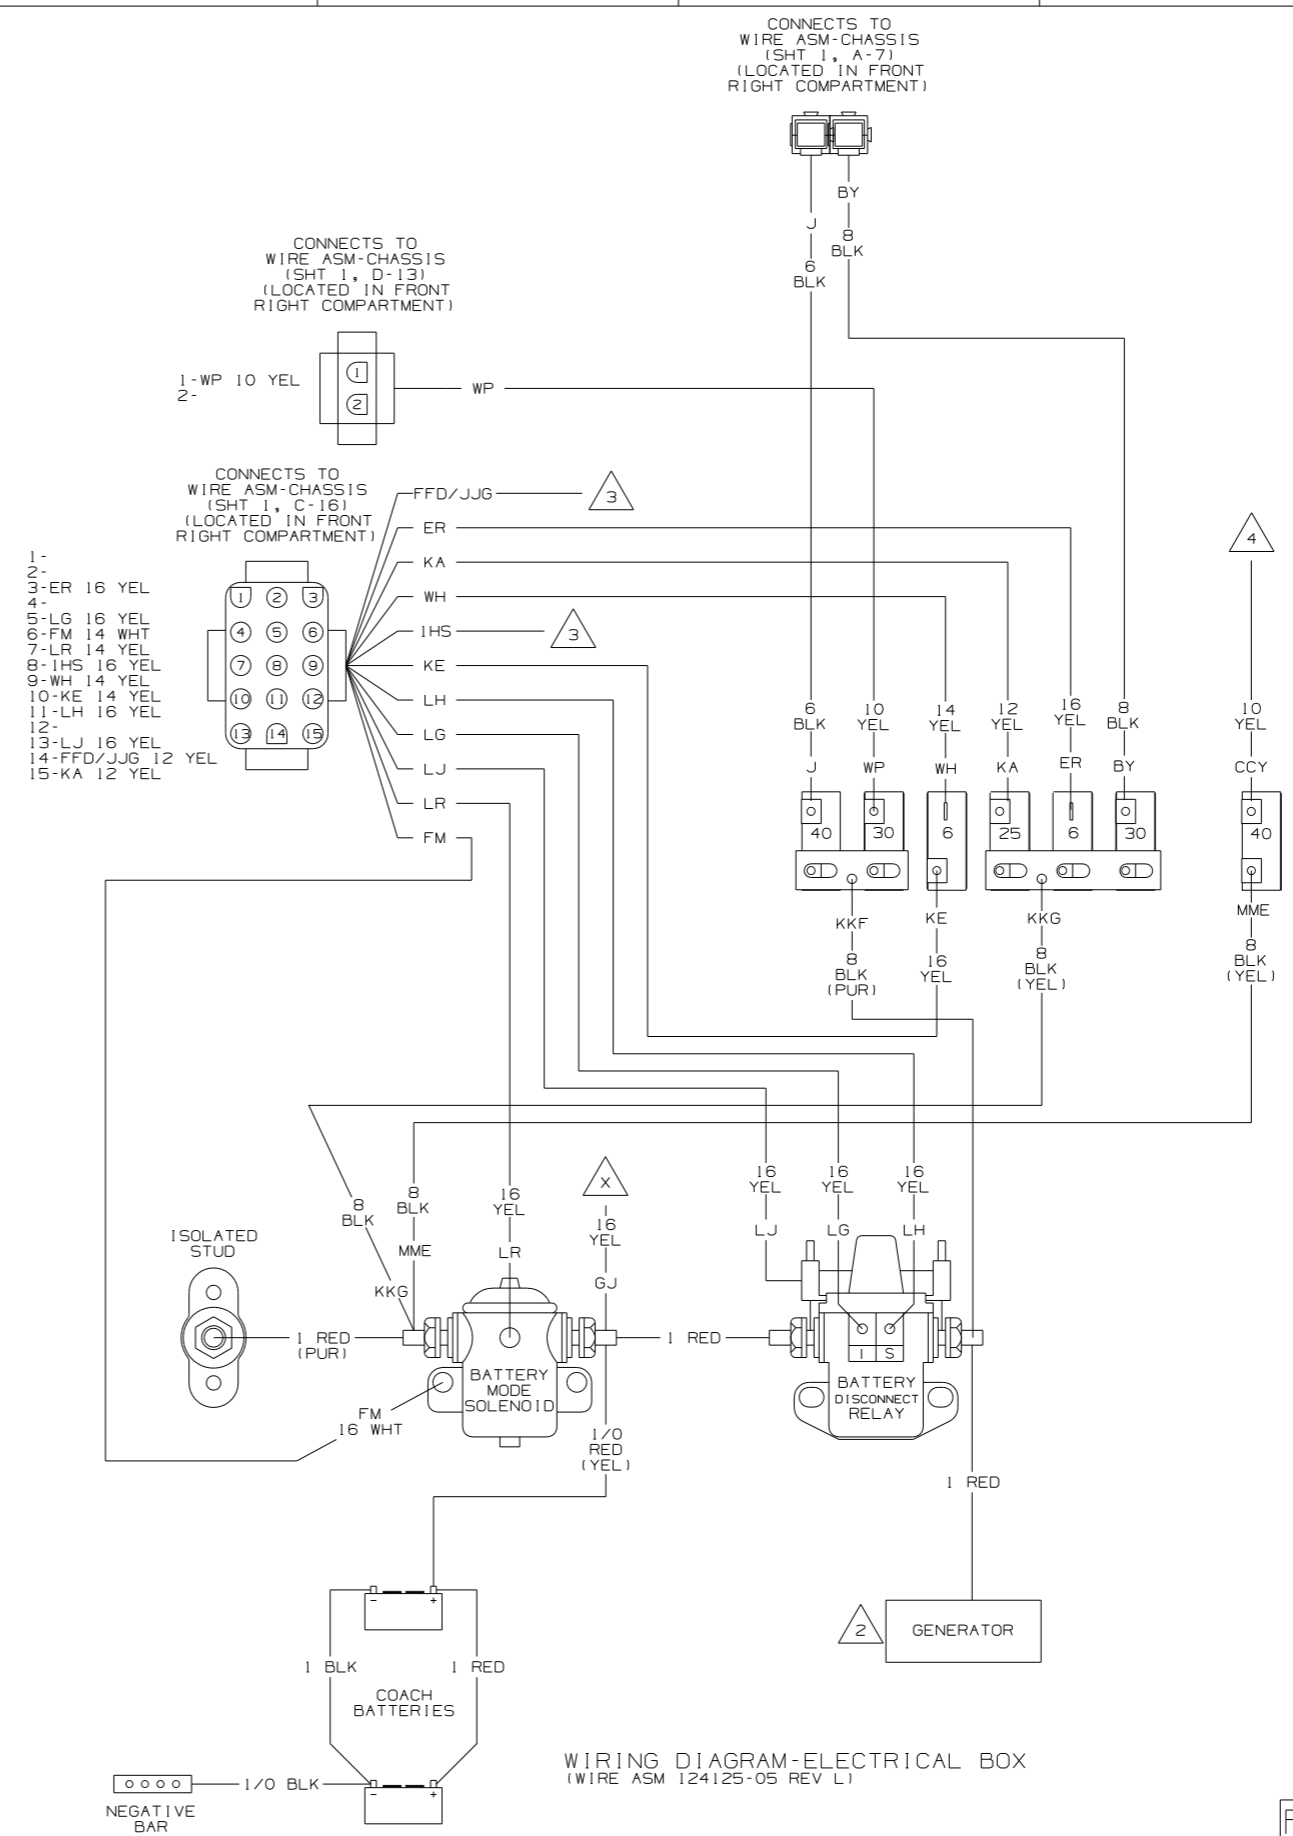 CONNECTS TO
WIRE ASM-CHASSIS
(SHT 1, A-7)
(LOCATED IN FRONT
RIGHT COMPARTMENT)
BY
J
8
BLK
6
BLK
CONNECTS TO
WIRE ASM-CHASSIS
(SHT 1, D-13)
(LOCATED IN FRONT
RIGHT COMPARTMENT)
1-WP 10 YEL
2-
1
2
WP
CONNECTS TO
WIRE ASM-CHASSIS
(SHT 1, C-16)
(LOCATED IN FRONT
RIGHT COMPARTMENT)
1-
2-
3-ER 16 YEL
4-
5-LG 16 YEL
6-FM 14 WHT
7-LR 14 YEL
8-1HS 16 YEL
9-WH 14 YEL
10-KE 14 YEL
11-LH 16 YEL
12-
13-LJ 16 YEL
14-FFD/JJG 12 YEL
15-KA 12 YEL
1 2 3
4 5 6
7 8 9
10 11 12
13 14 15
FFD/JJG
3
ER
KA
WH
1HS
3
KE
LH
LG
LJ
LR
FM
4
6
BLK
J
40
10
YEL
WP
30
14
YEL
WH
6
12
YEL
KA
25
16
YEL
ER
6
8
BLK
BY
30
10
YEL
CCY
40
KKF
8
BLK
(PUR)
KE
16
YEL
KKG
8
BLK
(YEL)
MME
8
BLK
(YEL)
ISOLATED
STUD
1 RED
(PUR)
8
BLK
KKG
8
BLK
MME
16
YEL
LR
X
16
YEL
GJ
1 RED
16
YEL
LJ
16
YEL
LG
16
YEL
LH
BATTERY
MODE
SOLENOID
FM
16 WHT
1/0
RED
(YEL)
I S
BATTERY
DISCONNECT
RELAY
1 RED
2
GENERATOR
- +
1 BLK
1 RED
COACH
BATTERIES
- +
1/0 BLK
NEGATIVE
BAR
WIRING DIAGRAM-ELECTRICAL BOX
(WIRE ASM 124125-05 REV L)